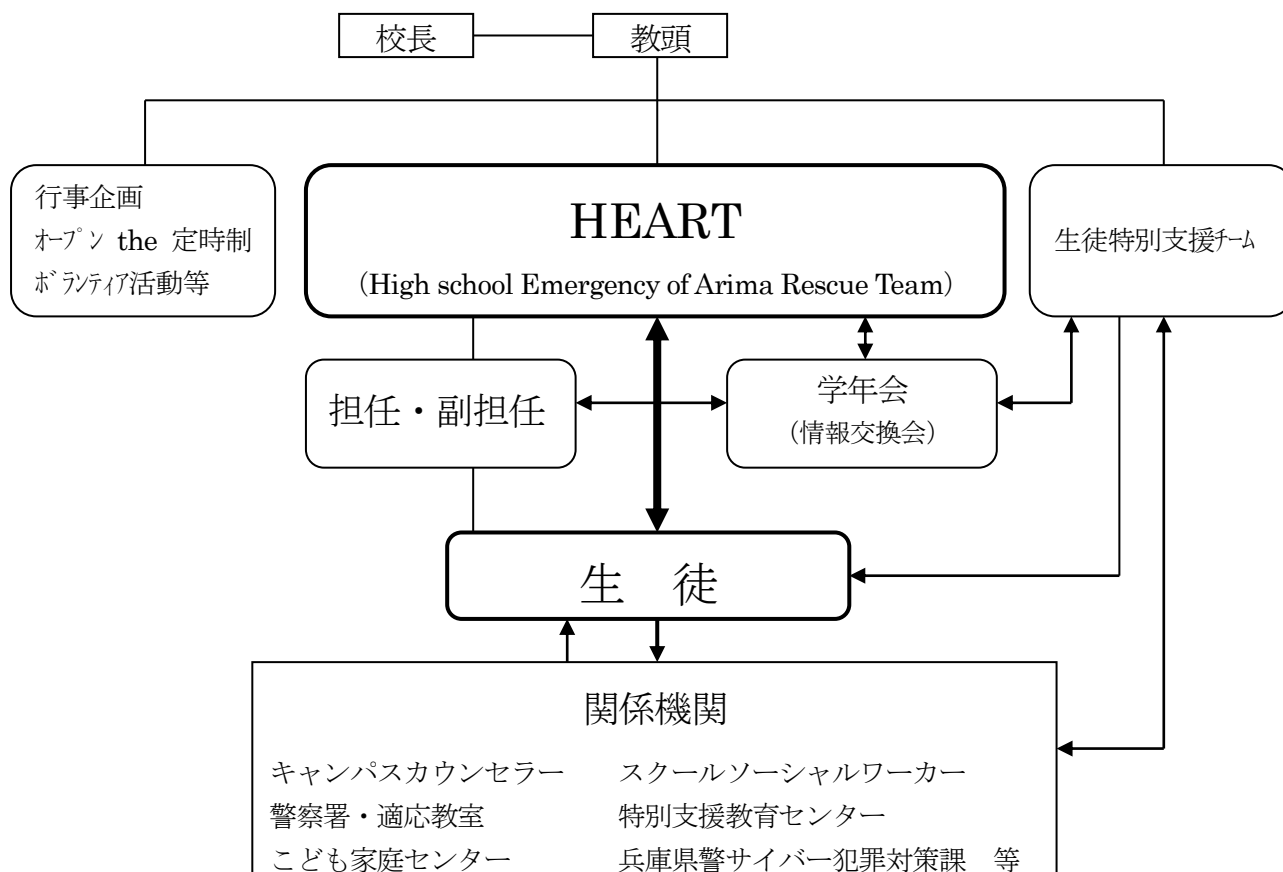 校長
教頭
行事企画
ｵｰﾌﾟﾝ the 定時制
ﾎﾞﾗﾝﾃｨｱ活動等
HEART
(High school Emergency of Arima Rescue Team)
生徒特別支援ﾁｰﾑ
担任・副担任
学年会
(情報交換会)
生　徒
関係機関
キャンパスカウンセラー　スクールソーシャルワーカー
警察署・適応教室　特別支援教育センター
こども家庭センター　兵庫県警サイバー犯罪対策課　等